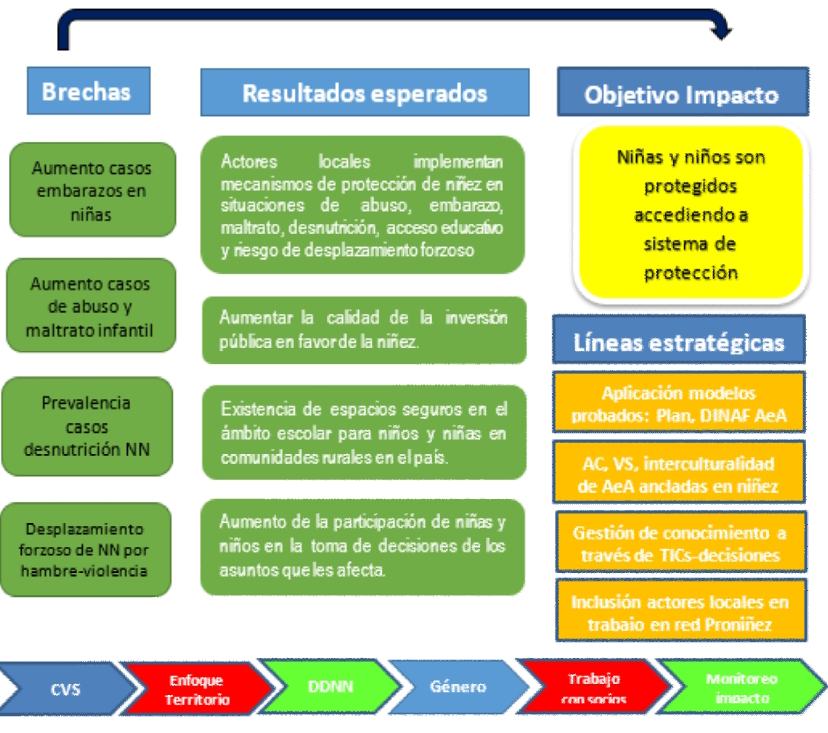 Brechas
Aumento casos
embarazos en
niñas
Aumento casos
de abuso y
maltrato infantil
Prevalencia
casos
desnutrición NN
Desplazamiento
forzoso de NN por
hambre-violencia
Resultados esperados
Actores locales implementan
mecanismos de protección de niñez en
situaciones de abuso, embarazo,
maltrato, desnutrición, acceso educativo
y riesgo de desplazamiento forzoso
Aumentar la calidad de la inversión
pública en favor de la niñez.
Existencia de espacios seguros en el
ámbito escolar para niños y niñas en
comunidades rurales en el país.
Aumento de la participación de niñas y
niños en la toma de decisiones de los
asuntos que les afecta.
Objetivo Impacto
Niñas y niños son
protegidos
accediendo a
sistema de
protección
Líneas estratégicas
Aplicación modelos
probados: Plan, DINAF AeA
AC, VS, interculturalidad
de AeA ancladas en niñez
Gestión de conocimiento a
través de TICs-decisiones
Inclusión actores locales en
trabajo en red Proniñez
CVS
Enfoque
Territorio
DDNN
Género
Trabajo
con socios
Monitoreo
impacto